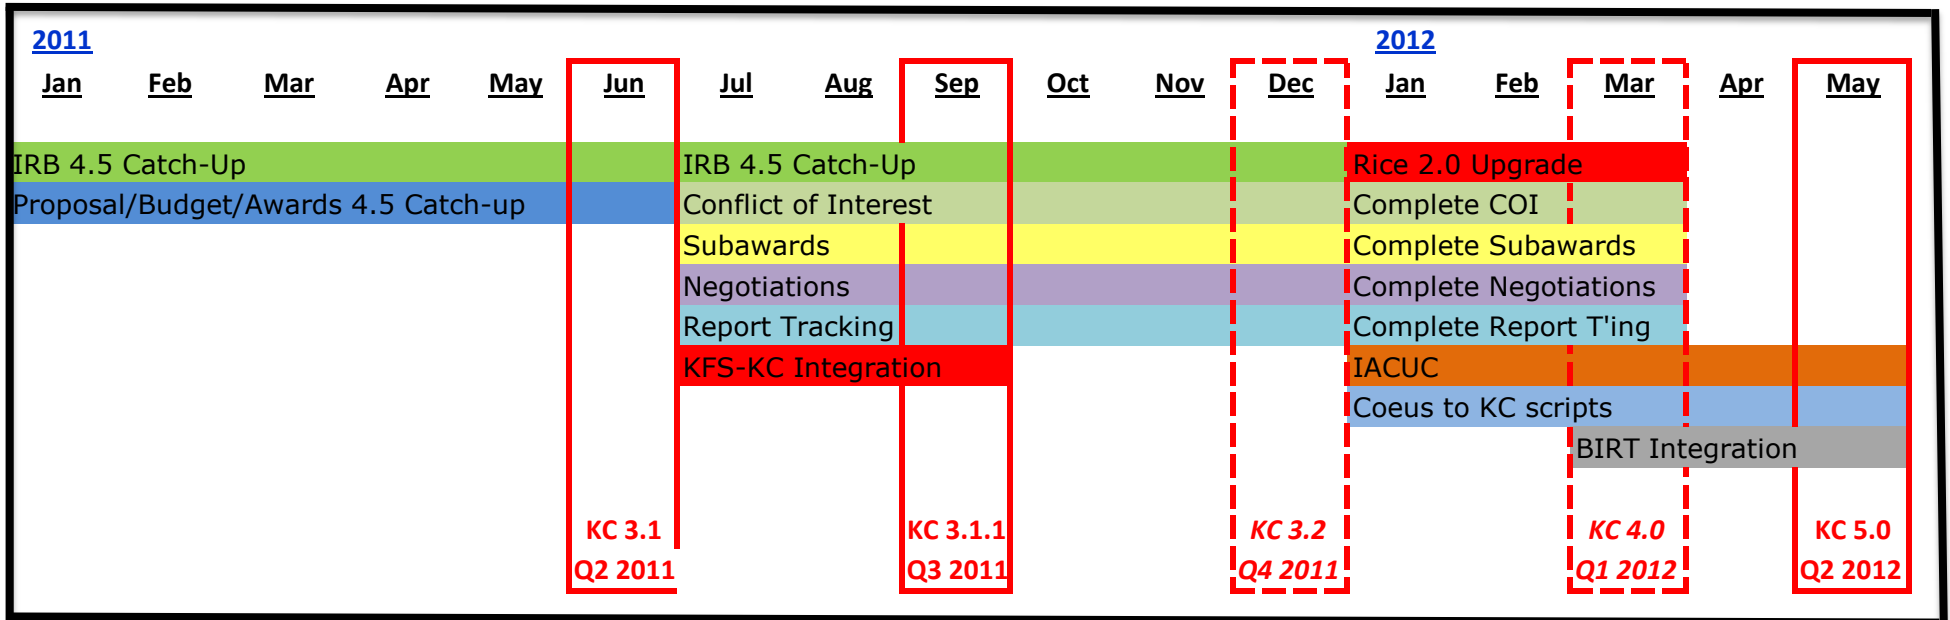 2011 2012
Jan Feb Mar Apr May Jun Jul Aug Sep Oct Nov Dec Jan Feb Mar Apr May
IRB 4.5 Catch-Up IRB 4.5 Catch-Up Rice 2.0 Upgrade
Proposal/Budget/Awards 4.5 Catch-up Conflict of Interest Complete COI
Subawards Complete Subawards
Negotiations Complete Negotiations
Report Tracking Complete Report T'ing
KFS-KC Integration IACUC
Coeus to KC scripts
BIRT Integration
KC 3.1 KC 3.1.1 KC 3.2 KC 4.0 KC 5.0
Q2 2011 Q3 2011 Q4 2011 Q1 2012 Q2 2012